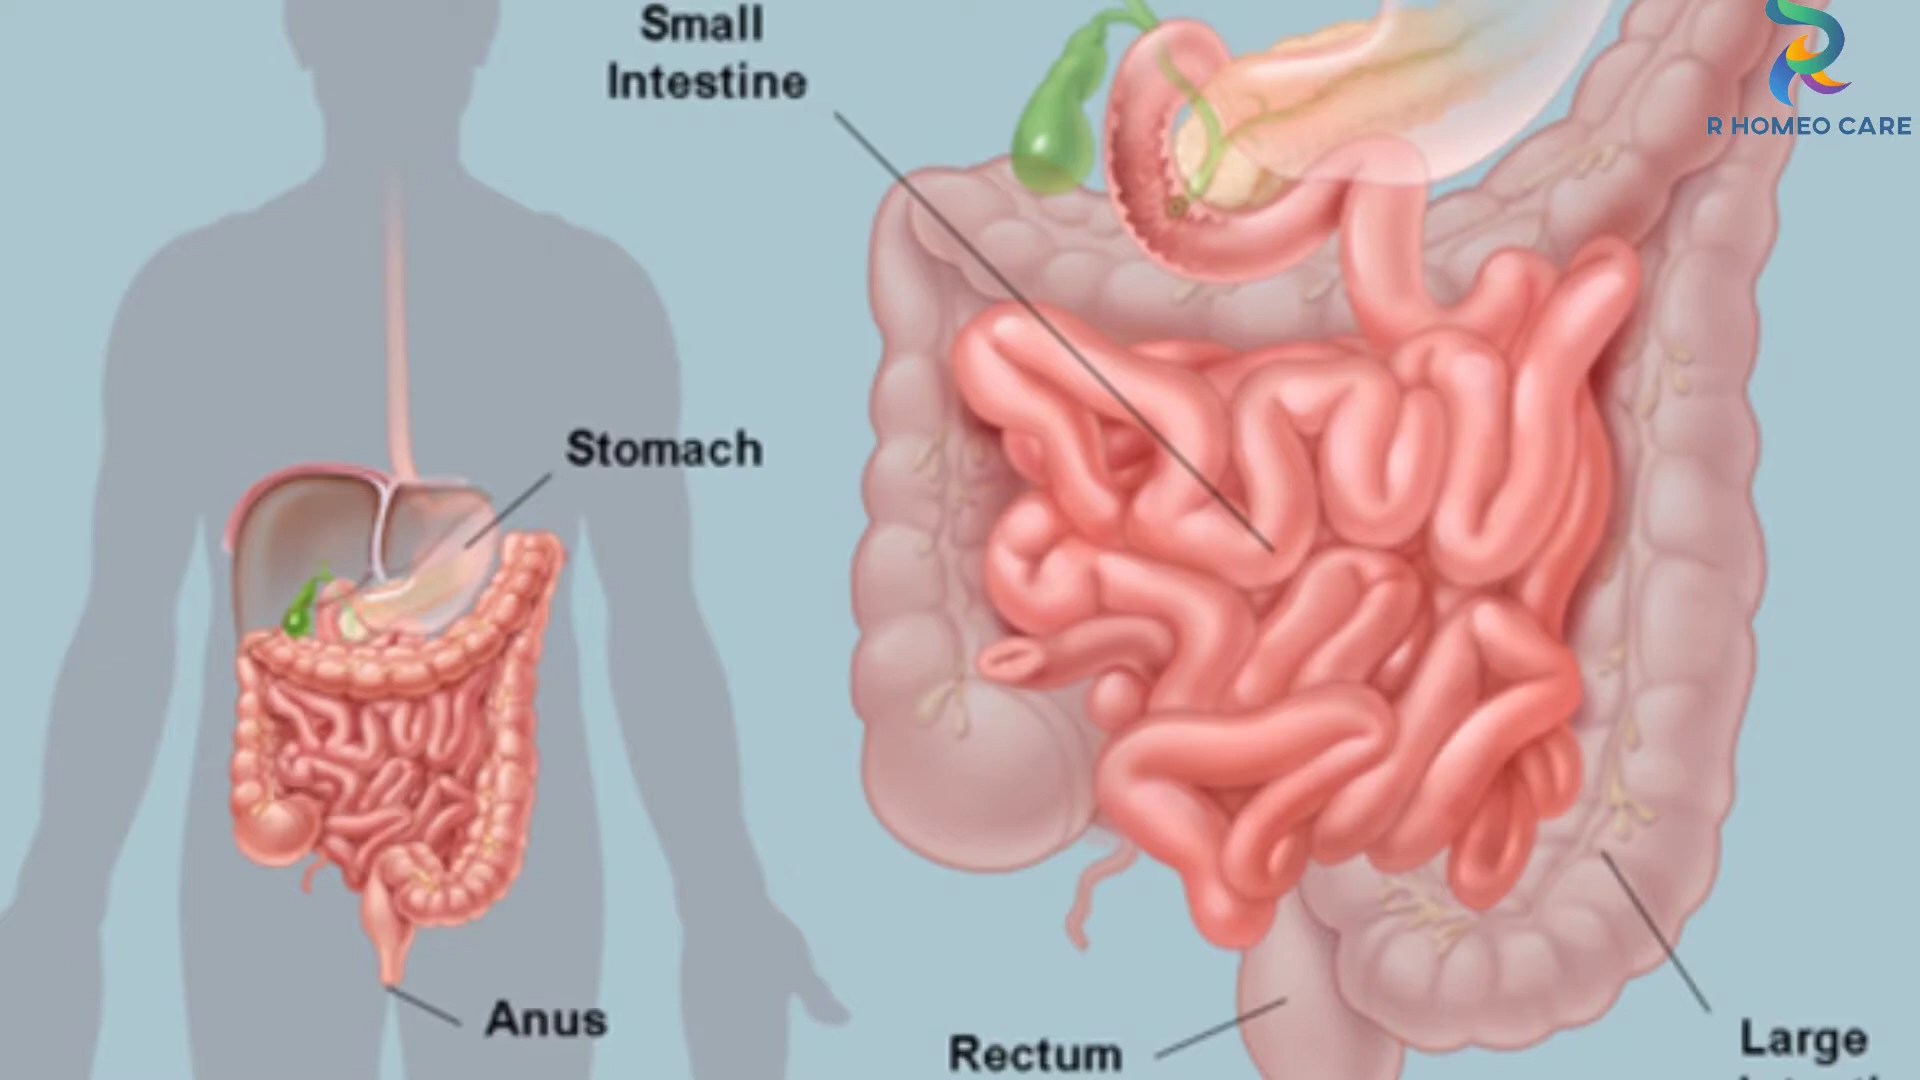 Small
Intestine
R HOMEO CARE
Stomach
Anus
Rectum
Large